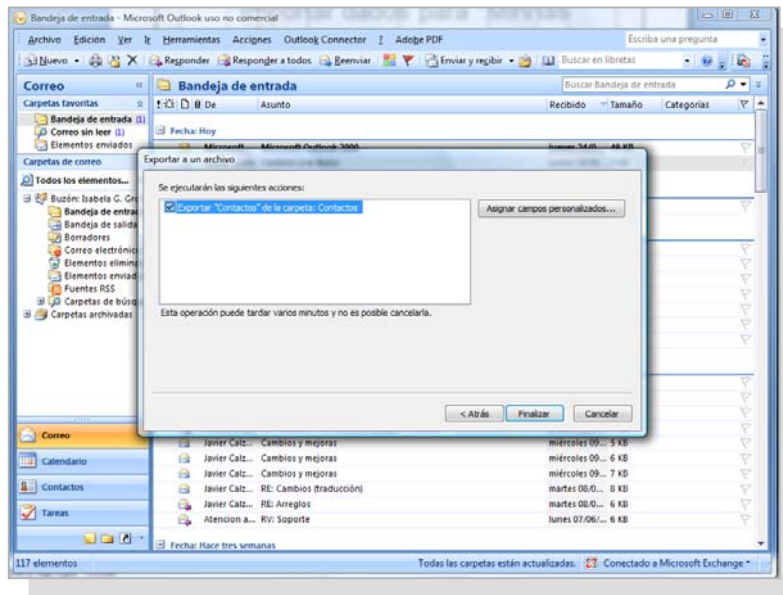 Bandeja de entrada - Microsoft Outlook uso no comercial
Archivo Edición Ver Ir Herramientas Acciones Outlook Connector ? Adobe PDF Escriba una pregunta
Nuevo Responder Responder a todos Reenviar Enviar y recibir Buscar en libretas
Correo Bandeja de entrada Buscar Bandeja de entrada
Carpetas favoritas De Asunto Recibido Tamaño Categorías
Bandeja de entrada (1)
Correo sin leer (1) Fecha: Hoy
Elementos enviados Microsoft Microsoft Outlook 2000
Carpetas de correo Exportar a un archivo
Todos los elementos... Se ejecutarán las siguientes acciones:
Buzón: Isabela G. Exportar "Contactos" de la carpeta: Contactos Asignar campos personalizados...
Bandeja de
Bandeja de salida
Borradores
Correo
Elementos
Elementos
Fuentes RSS
Carpetas de
Carpetas archivadas Esta operación puede tardar varios minutos y no es posble cancelarla.
< Atrás Finalizar Cancelar
Correo Javier Calz... Cambios y mejoras miércoles 09... 5 KB
Calendario Javier Calz... Cambios y mejoras miércoles 09... 6 KB
Javier Calz... Cambios y mejoras miércoles 09... 7 KB
Contactos Javier Calz... RE: Cambios (traducción) martes 08/0... 8 KB
Javier Calz... RE: Arreglos martes 08/0... 6 KB
Tareas Atencion a... RV: Soporte lunes 07/06/... 6 KB
Fecha: Hace tres semanas
117 elementos Todas las carpetas están actualizadas. Conectado a Microsoft Exchange